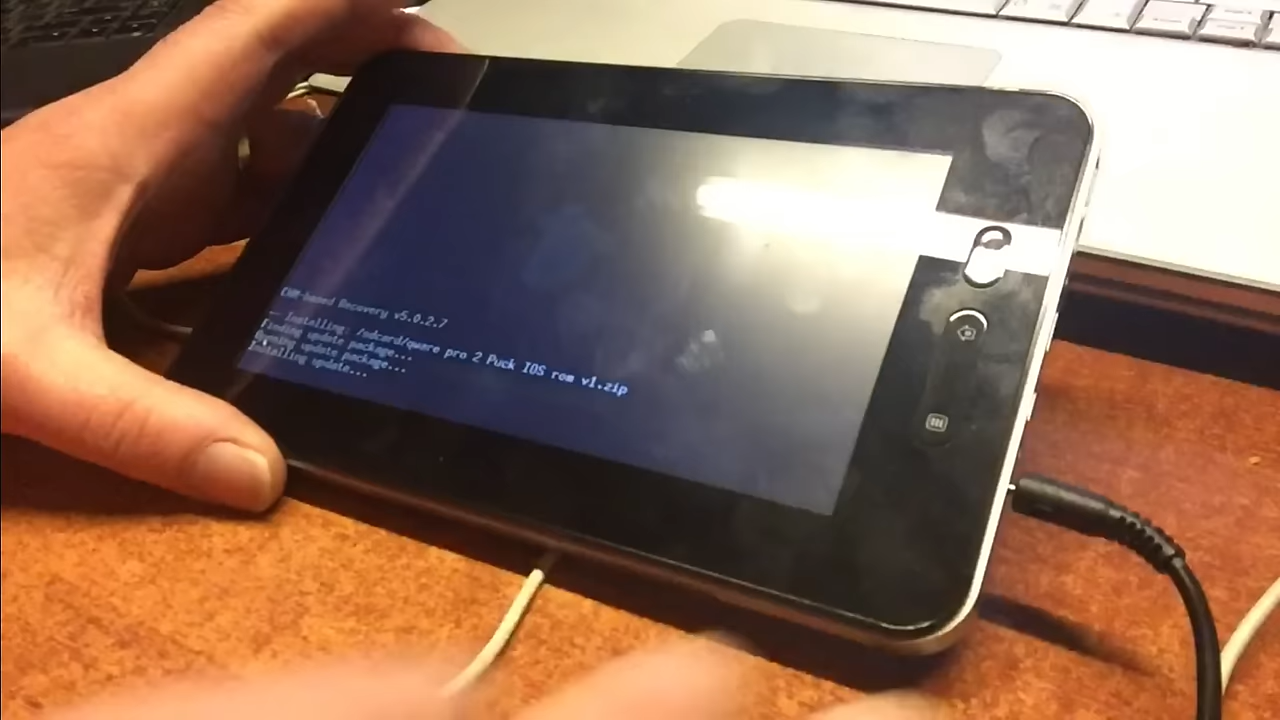 CWM-based Recovery v5.0.2.7
-- Installing: /sdcard/qware pro 2 Puck IOS rom v1.zip
Finding update package...
Opening update package...
Installing update...